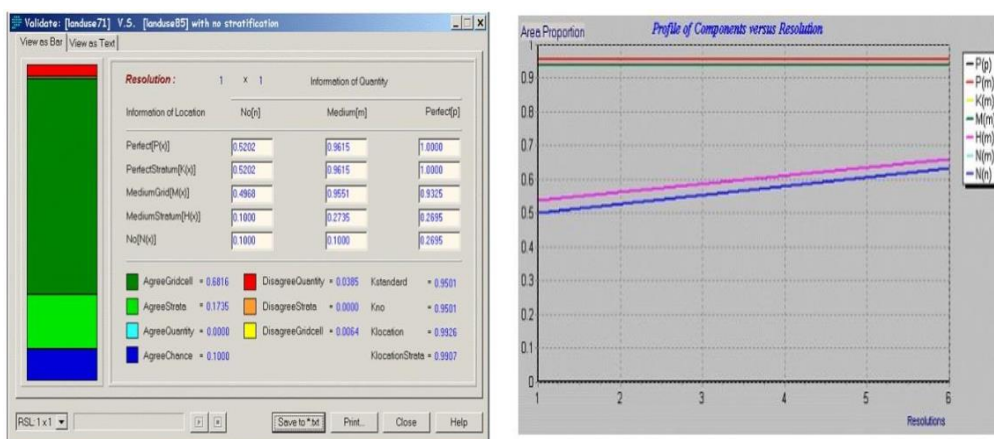 Validate: [landuse71] V.S. [landuse85] with no stratification
View as Bar View as Text
Resolution : 1 x 1 Information of Quantity
Information of Location No[n] Medium[m] Perfect[p]
Perfect[P(x)] 0.5202 0.9615 1.0000
PerfectStratum[K(x)] 0.5202 0.9615 1.0000
MediumGrid[M(x)] 0.4968 0.9551 0.9325
MediumStratum[H(x)] 0.1000 0.2735 0.2695
No[N(x)] 0.1000 0.1000 0.2695
AgreeGridcell = 0.6816 DisagreeQuantity = 0.0385 Kstandard = 0.9501
AgreeStrata = 0.1735 DisagreeStrata = 0.0000 Kno = 0.9501
AgreeQuantity = 0.0000 DisagreeGridcell = 0.0064 Klocation = 0.9926
AgreeChance = 0.1000 KlocationStrata = 0.9907
RSL: 1 x 1 Save to *.txt Print... Close Help
Area Proportion Profile of Components versus Resolution
1
0.9
0.8
0.7
0.6
0.5
0.4
0.3
0.2
0.1
0
1 2 3 4 5 6
Resolutions
P(p)
P(m)
K(m)
M(m)
H(m)
N(m)
N(n)